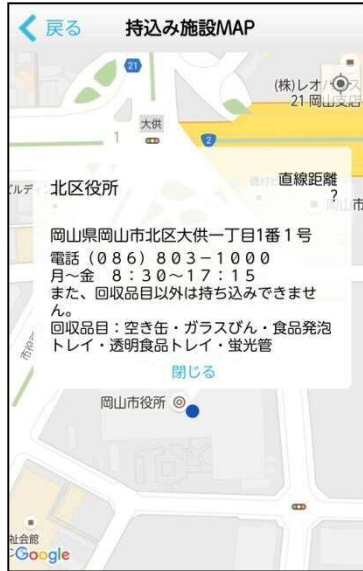 戻る 持込み施設MAP
21
(株)レオパレス
21 岡山支店
大供
1
2
北区役所
直線距離
?
岡山県岡山市北区大供一丁目1番1号
電話(086)803-1000
月~金 8:30~17:15
また、回収品目以外は持ち込みできませ
ん。
回収品目:空き缶・ガラスびん・食品発泡
トレイ・透明食品トレイ・蛍光管
閉じる
岡山市役所
祉会館
Google